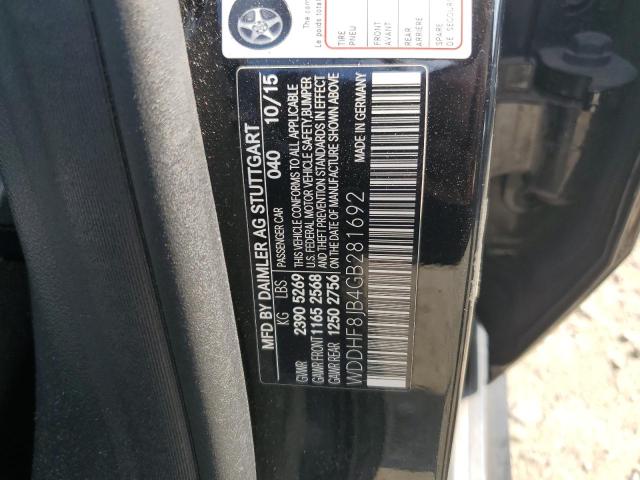 Le poids total
TIRE
PNEU
FRONT
AVANT
REAR
ARRIÈRE
SPARE
DE SECOURS
MFD BY DAIMLER AG STUTTGART 10/15
040
KG LBS PASSENGER CAR
GVWR 2390 5269 THIS VEHICLE CONFORMS TO ALL APPLICABLE
GAWR FRONT 1165 2568 U.S. FEDERAL MOTOR VEHICLE SAFETY, BUMPER
GAWR REAR 1250 2756 AND THEFT PREVENTION STANDARDS IN EFFECT
ON THE DATE OF MANUFACTURE SHOWN ABOVE
MADE IN GERMANY
WDDHF8JB4GB281692